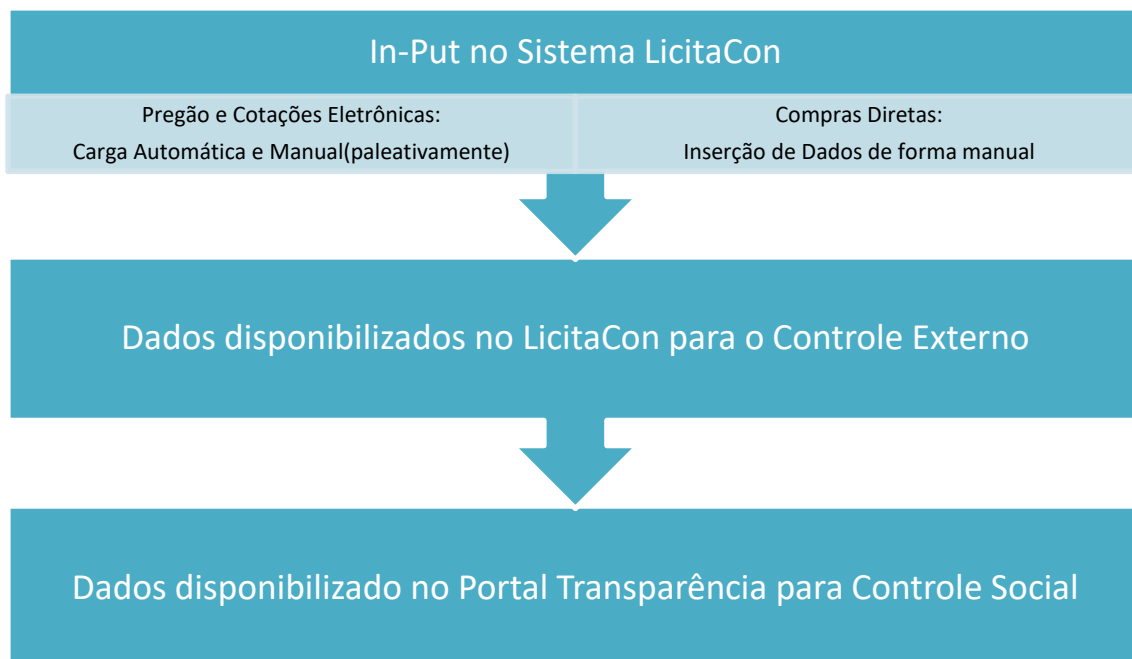 In-Put no Sistema LicitaCon
Pregão e Cotações Eletrônicas:
Carga Automática e Manual(paleativamente)
Compras Diretas:
Inserção de Dados de forma manual
Dados disponibilizados no LicitaCon para o Controle Externo
Dados disponibilizado no Portal Transparência para Controle Social